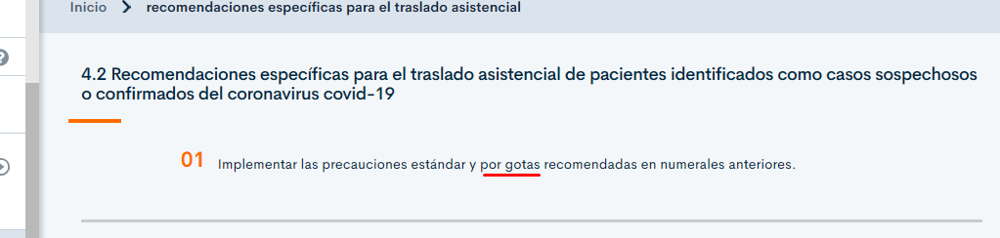 Inicio > recomendaciones específicas para el traslado asistencial
4.2 Recomendaciones específicas para el traslado asistencial de pacientes identificados como casos sospechosos
o confirmados del coronavirus covid-19
01 Implementar las precauciones estándar y por gotas recomendadas en numerales anteriores.